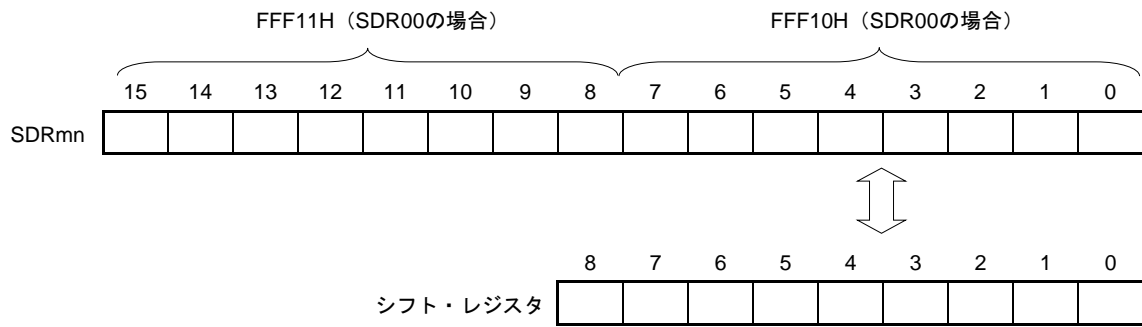 FFF11H（SDR00の場合） FFF10H（SDR00の場合）
15 14 13 12 11 10 9 8 7 6 5 4 3 2 1 0
SDRmn
8 7 6 5 4 3 2 1 0
シフト・レジスタ